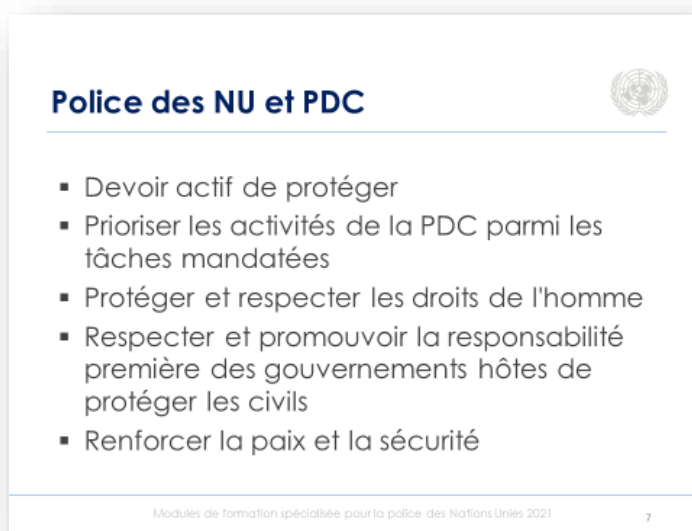 Police des NU et PDC
▪ Devoir actif de protéger
▪ Prioriser les activités de la PDC parmi les
tâches mandatées
▪ Protéger et respecter les droits de l'homme
▪ Respecter et promouvoir la responsabilité
première des gouvernements hôtes de
protéger les civils
▪ Renforcer la paix et la sécurité
Modules de formation spécialisée pour la police des Nations Unies 2021
7